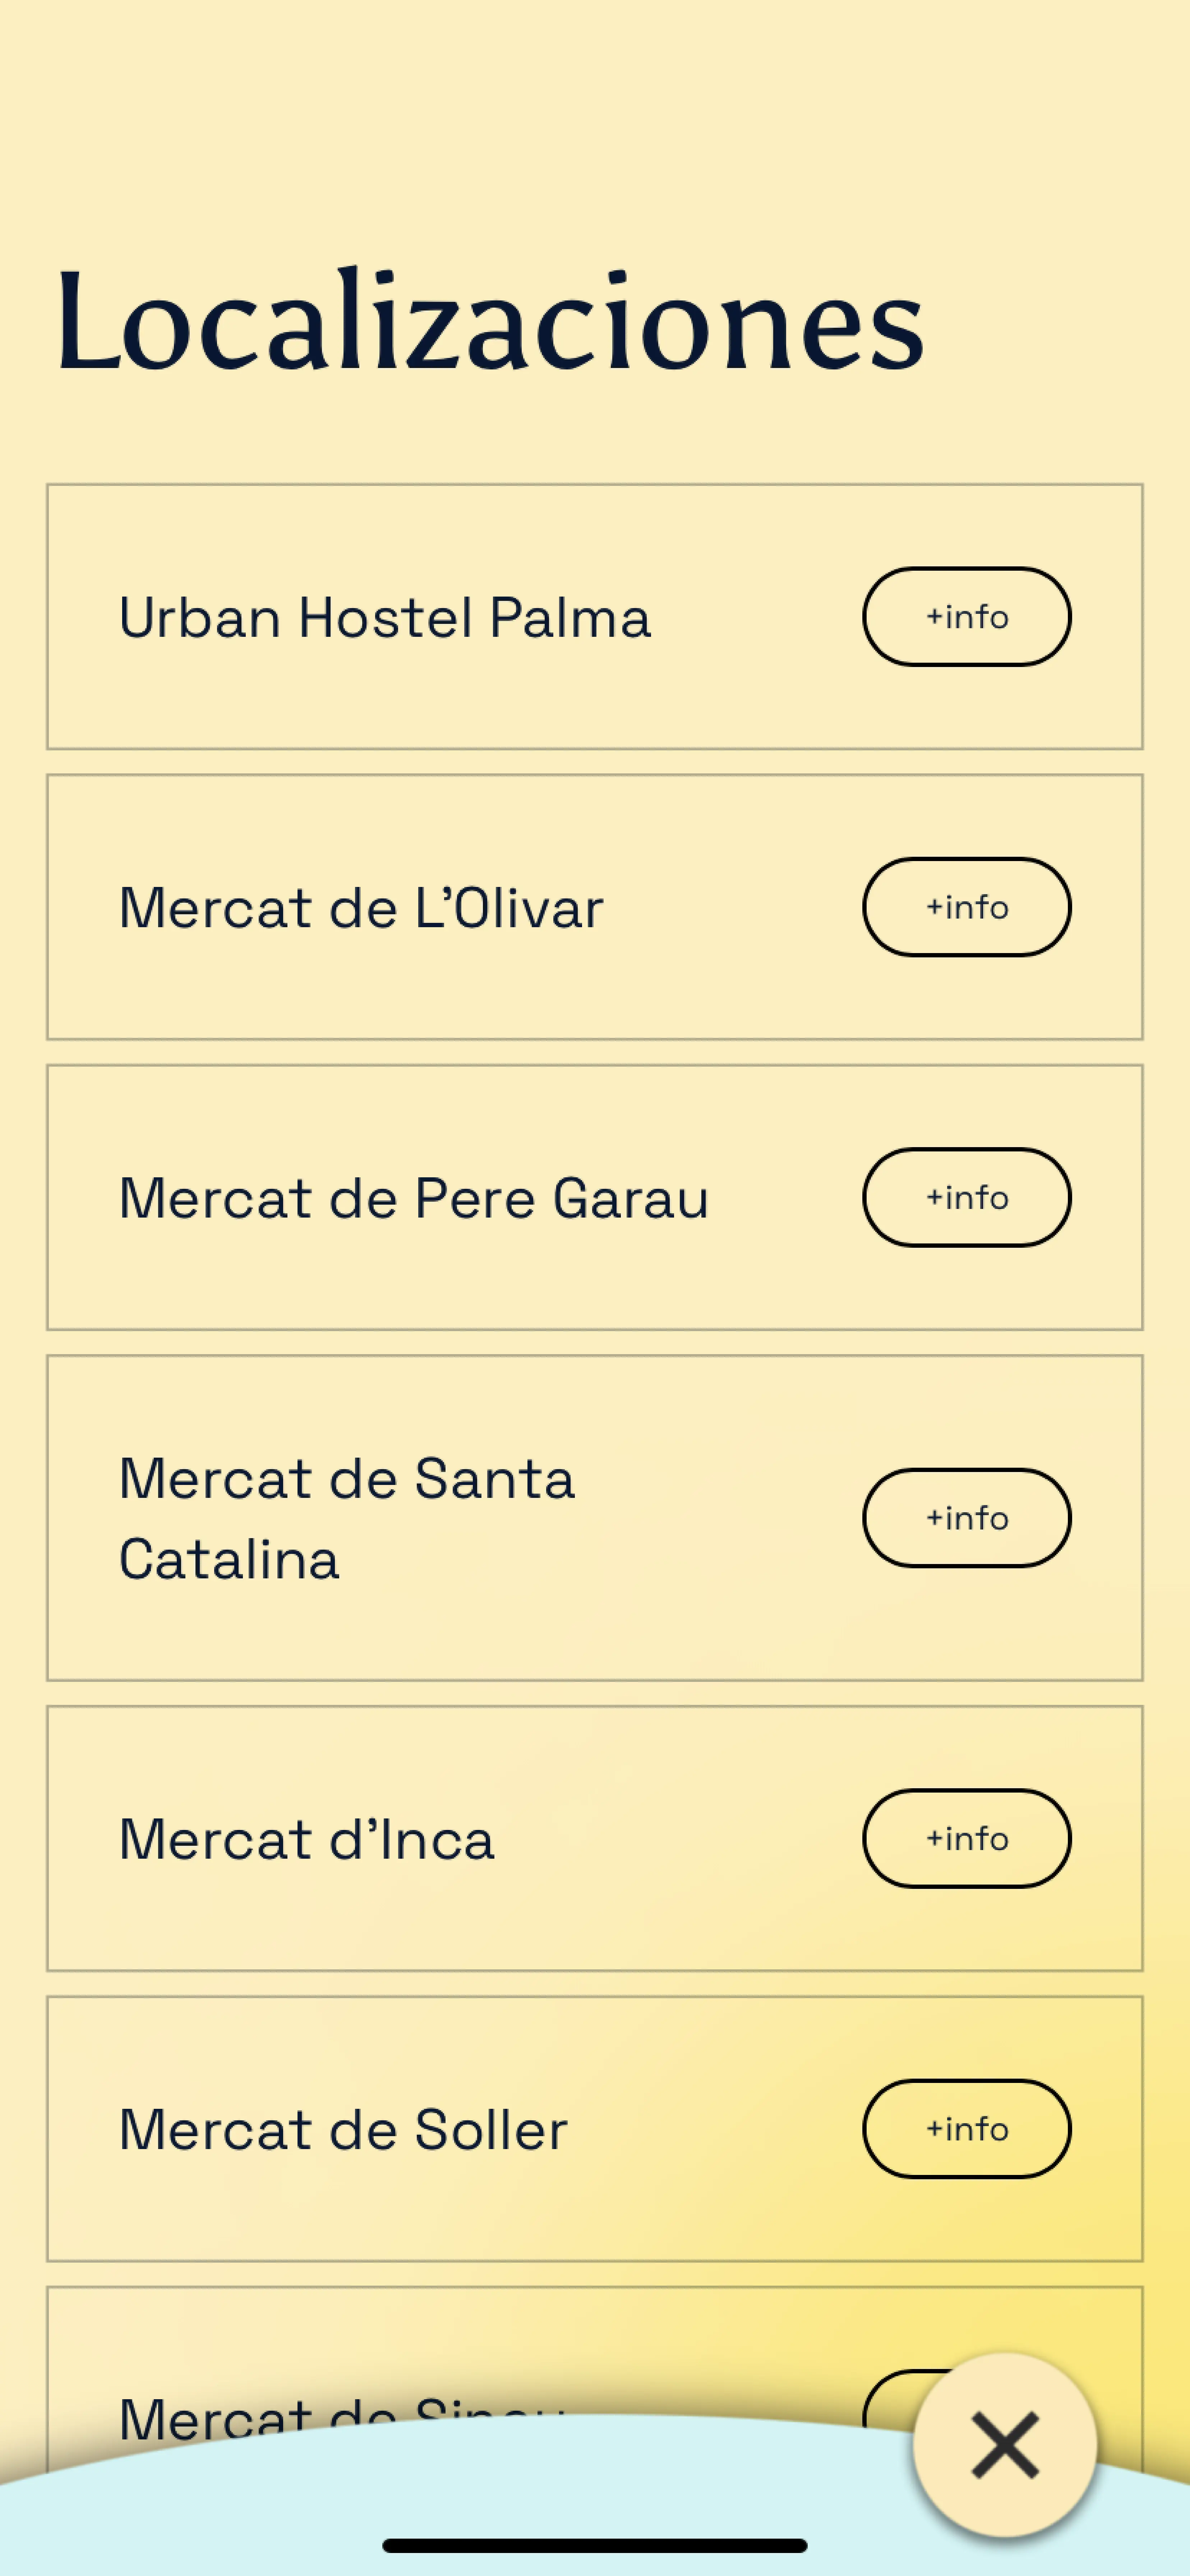 Localizaciones
Urban Hostel Palma
+info
Mercat de L'Olivar
+info
Mercat de Pere Garau
+info
Mercat de Santa
Catalina
+info
Mercat d'Inca
+info
Mercat de Soller
+info
Mercat de